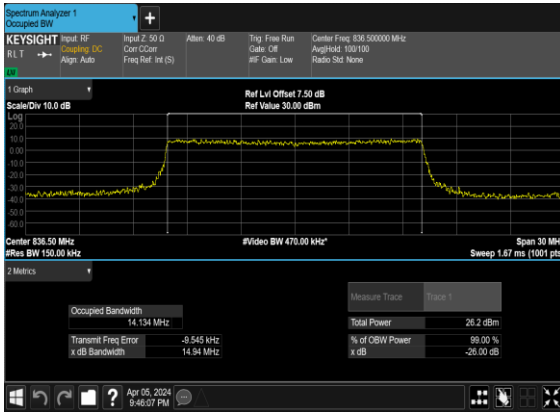 Spectrum Analyzer 1
Occupied BW
+
KEYSIGHT Input: RF Input Z: 50 Ω Atten: 40 dB Trig: Free Run Center Freq: 836.500000 MHz
RLT Coupling: DC Corr CCorr Gate: Off Avg|Hold: 100/100
Align: Auto Freq Ref: Int (S) #IF Gain: Low Radio Std: None
1 Graph
Scale/Div 10.0 dB Ref Lvl Offset 7.50 dB
Ref Value 30.00 dBm
Log
20.0
10.0
0.00
-10.0
-20.0
-30.0
-40.0
-50.0
-60.0
Center 836.50 MHz #Video BW 470.00 kHz* Span 30 MH
#Res BW 150.00 kHz Sweep 1.67 ms (1001 pts
2 Metrics
Measure Trace Trace 1
Occupied Bandwidth
14.134 MHz Total Power 26.2 dBm
Transmit Freq Error -9.545 kHz % of OBW Power 99.00 %
x dB Bandwidth 14.94 MHz x dB -26.00 dB
? Apr 05, 2024
9:46:07 PM